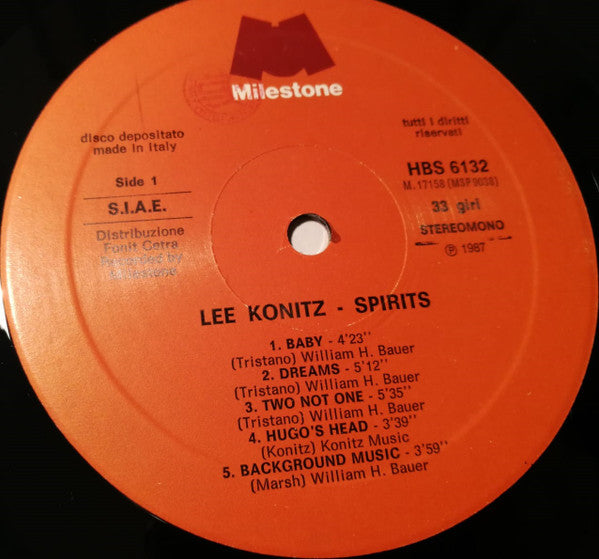 Milestone
disco depositato
made in Italy
tutti i diritti
riservati
Side 1
HBS 6132
M. 17158 (MSP 9038)
S.I.A.E.
33 giri
STEREOMONO
Distribuzione
Fonit Cetra
Recorded by
Milestone
℗ 1987
LEE KONITZ - SPIRITS
1. BABY - 4'23''
(Tristano) William H. Bauer
2. DREAMS - 5'12''
(Tristano) William H. Bauer
3. TWO NOT ONE - 5'35''
(Tristano) William H. Bauer
4. HUGO'S HEAD - 3'39''
(Konitz) Konitz Music
5. BACKGROUND MUSIC - 3'59''
(Marsh) William H. Bauer